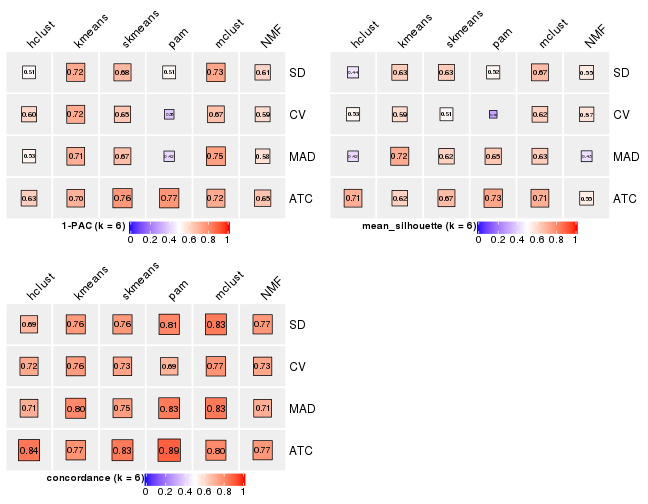 hclust kmeans skmeans pam mclust NMF
0.51 0.72 0.68 0.51 0.73 0.61 SD
0.60 0.72 0.65 0.59 CV
0.67
0.53 0.71 0.67 0.42 0.75 0.58 MAD
0.63 0.70 0.76 0.77 0.72 0.65 ATC
1-PAC (k = 6)
0 0.2 0.4 0.6 0.8 1
hclust kmeans skmeans pam mclust NMF
0.44 0.63 0.63 0.52 0.67 0.55 SD
0.53 0.59 0.51 0.62 0.57 CV
0.42 0.72 0.62 0.65 0.63 0.43 MAD
0.71 0.62 0.67 0.73 0.71 0.55 ATC
mean_silhouette (k = 6)
0 0.2 0.4 0.6 0.8 1
hclust kmeans skmeans pam mclust NMF
0.69 0.76 0.76 0.81 0.83 0.77 SD
0.72 0.76 0.73 0.69 0.77 0.73 CV
0.71 0.80 0.75 0.83 0.83 0.71 MAD
0.84 0.77 0.83 0.89 0.80 0.77 ATC
concordance (k = 6)
0 0.2 0.4 0.6 0.8 1